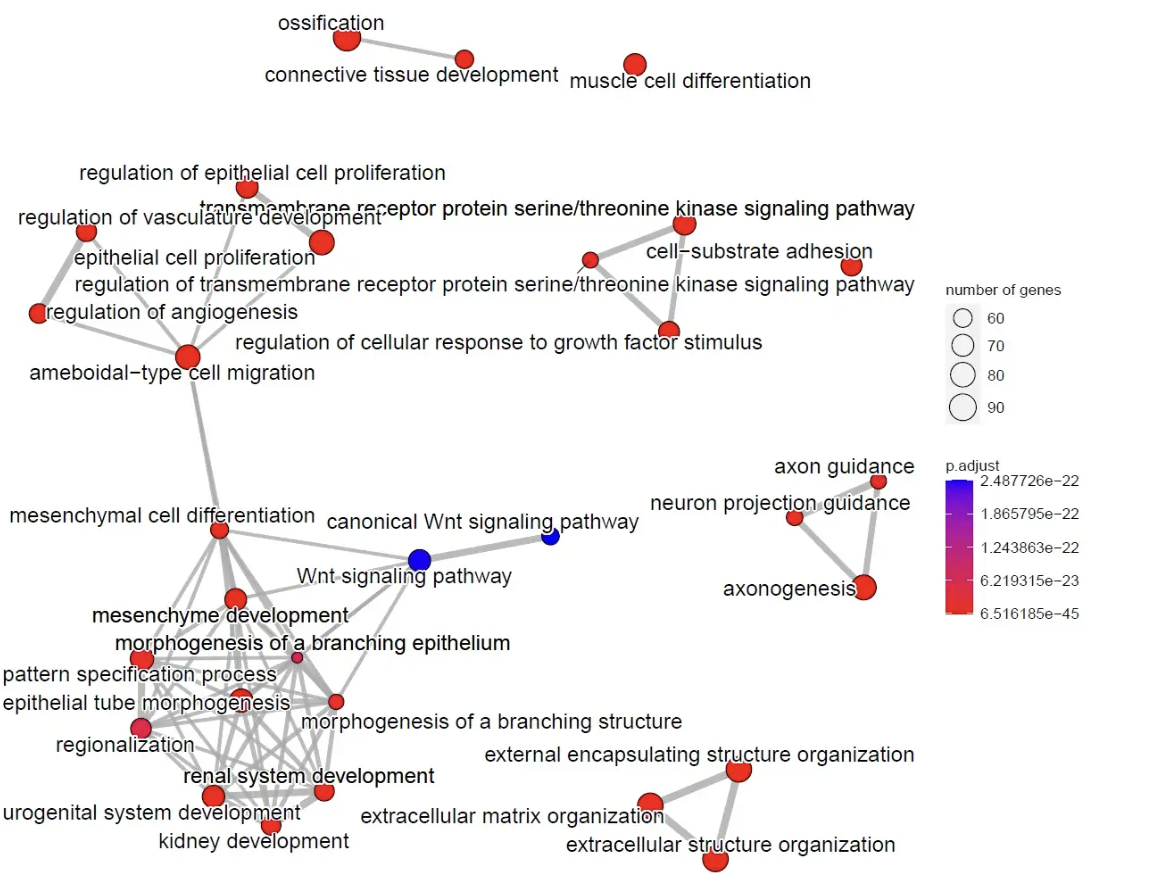 ossification
connective tissue development
muscle cell differentiation
regulation of epithelial cell proliferation
transmembrane receptor protein serine/threonine kinase signaling pathway
regulation of vasculature development
cell−substrate adhesion
epithelial cell proliferation
regulation of transmembrane receptor protein serine/threonine kinase signaling pathway
regulation of angiogenesis
regulation of cellular response to growth factor stimulus
ameboidal−type cell migration
number of genes
60
70
80
90
axon guidance
neuron projection guidance
axonogenesis
p.adjust
2.487726e−22
1.865795e−22
1.243863e−22
6.219315e−23
6.516185e−45
mesenchymal cell differentiation
canonical Wnt signaling pathway
Wnt signaling pathway
mesenchyme development
morphogenesis of a branching epithelium
pattern specification process
epithelial tube morphogenesis
morphogenesis of a branching structure
regionalization
external encapsulating structure organization
renal system development
urogenital system development
extracellular matrix organization
kidney development
extracellular structure organization